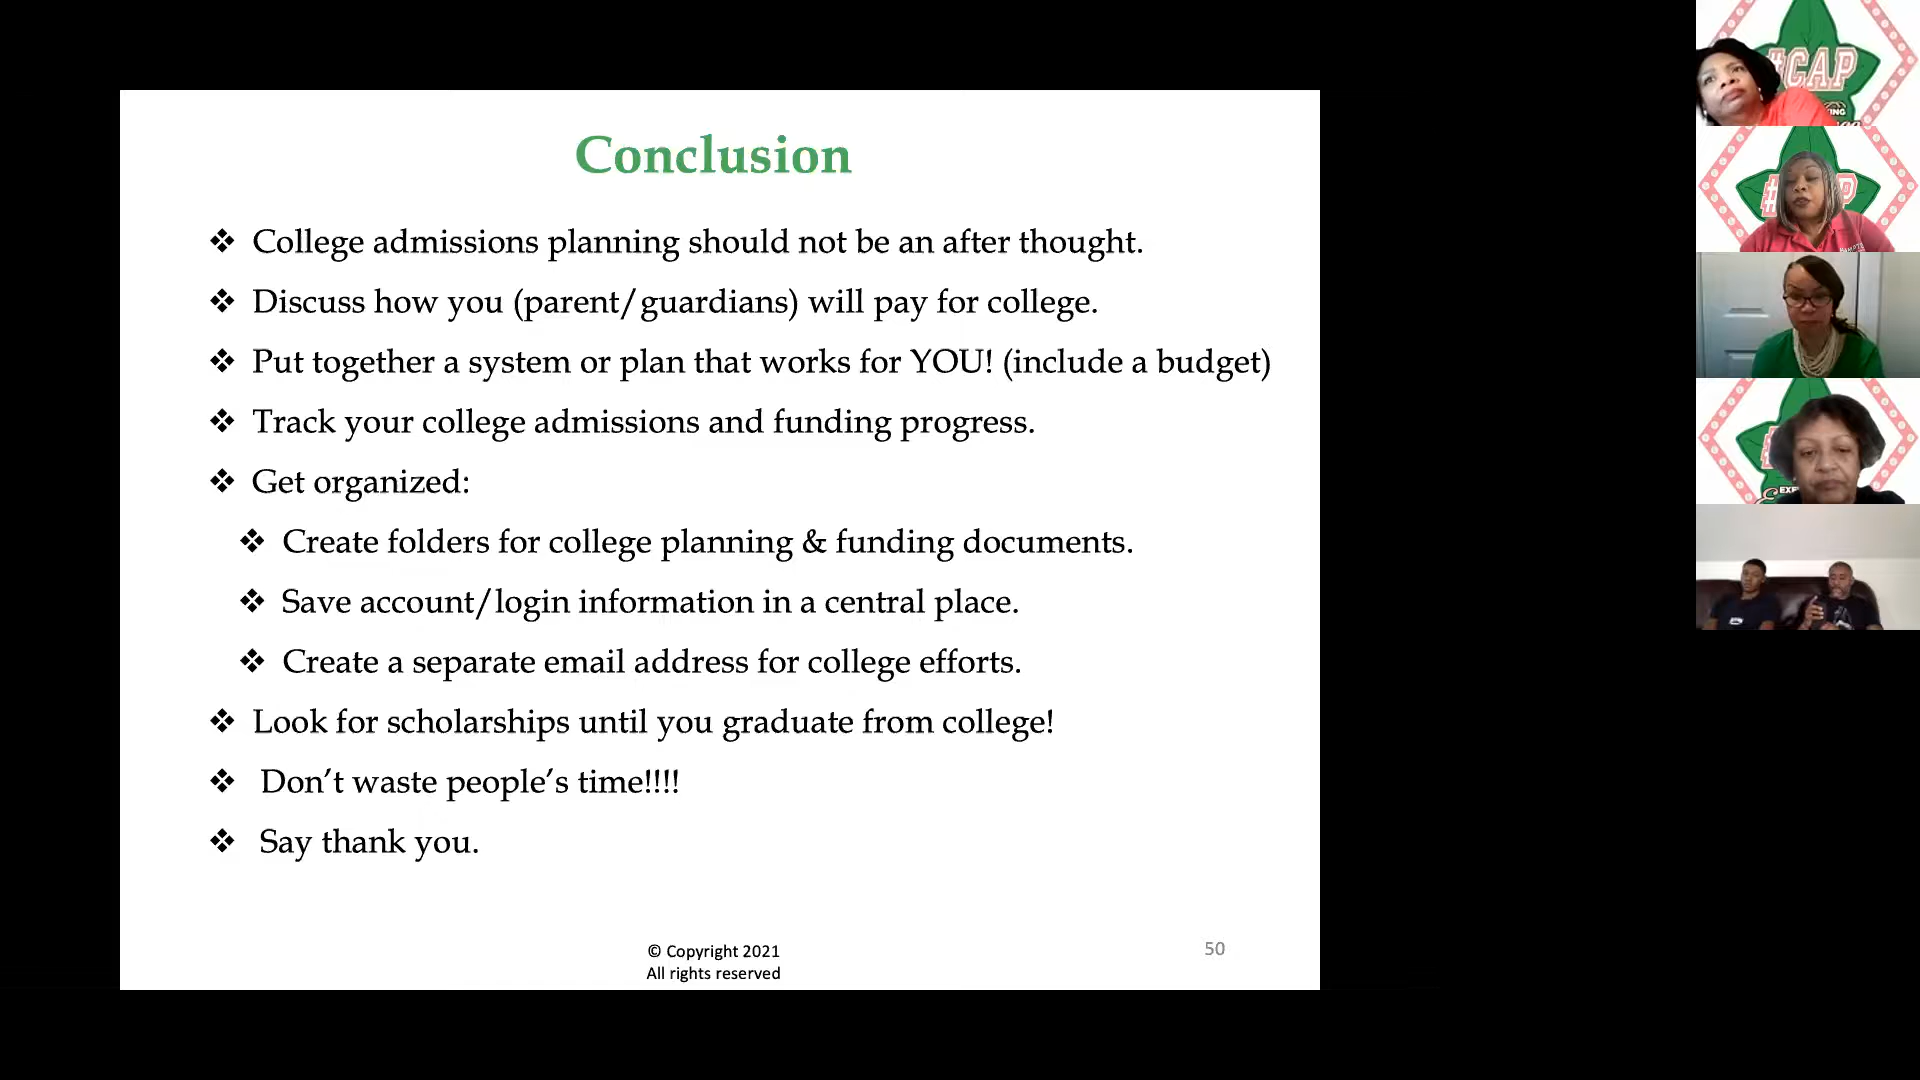 Conclusion
❖ College admissions planning should not be an after thought.
❖ Discuss how you (parent/guardians) will pay for college.
❖ Put together a system or plan that works for YOU! (include a budget)
❖ Track your college admissions and funding progress.
❖ Get organized:
❖ Create folders for college planning & funding documents.
❖ Save account/login information in a central place.
❖ Create a separate email address for college efforts.
❖ Look for scholarships until you graduate from college!
❖ Don’t waste people’s time!!!!
❖ Say thank you.
© Copyright 2021
All rights reserved
50
#CAP